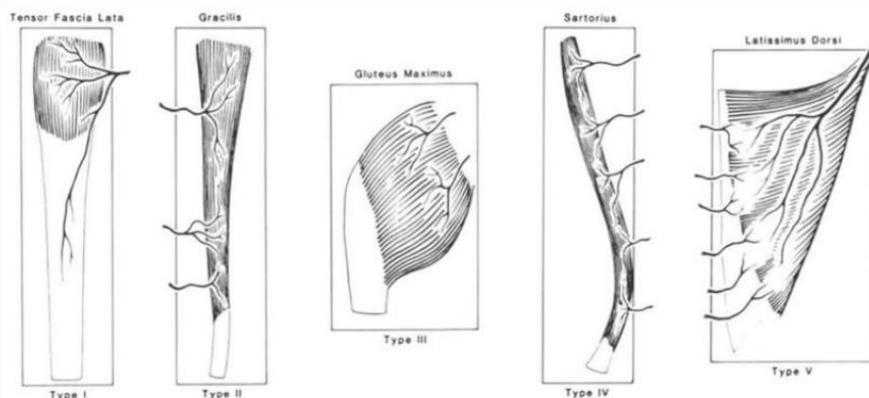 Tensor Fascia Lata
Type I
Gracilis
Type II
Gluteus Maximus
Type III
Sartorius
Type IV
Latissimus Dorsi
Type V